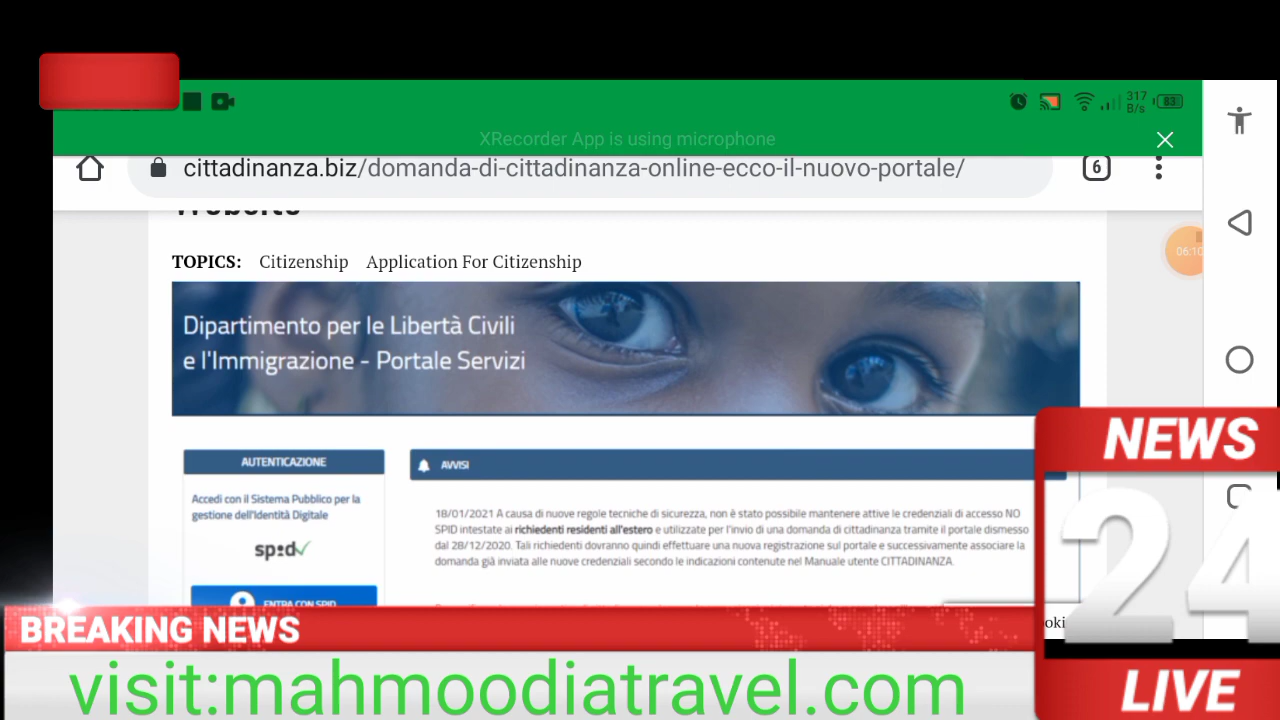 317
B/s
83
XRecorder App is using microphone
cittadinanza.biz/domanda-di-cittadinanza-online-ecco-il-nuovo-portale/
6
06:10
TOPICS: Citizenship Application For Citizenship
Dipartimento per le Libertà Civili
e l'Immigrazione - Portale Servizi
AUTENTICAZIONE
Accedi con il Sistema Pubblico per la
gestione dell'Identità Digitale
spid
ENTRA CON SPID
AVVISI
18/01/2021 A causa di nuove regole tecniche di sicurezza, non è stato possibile mantenere attive le credenziali di accesso NO
SPID intestate ai richiedenti residenti all'estero e utilizzate per l'invio di una domanda di cittadinanza tramite il portale dismesso
dal 28/12/2020. Tali richiedenti dovranno quindi effettuare una nuova registrazione sul portale e successivamente associare la
domanda già inviata alle nuove credenziali secondo le indicazioni contenute nel Manuale utente CITTADINANZA.
NEWS
24
LIVE
BREAKING NEWS
visit:mahmoodiatravel.com